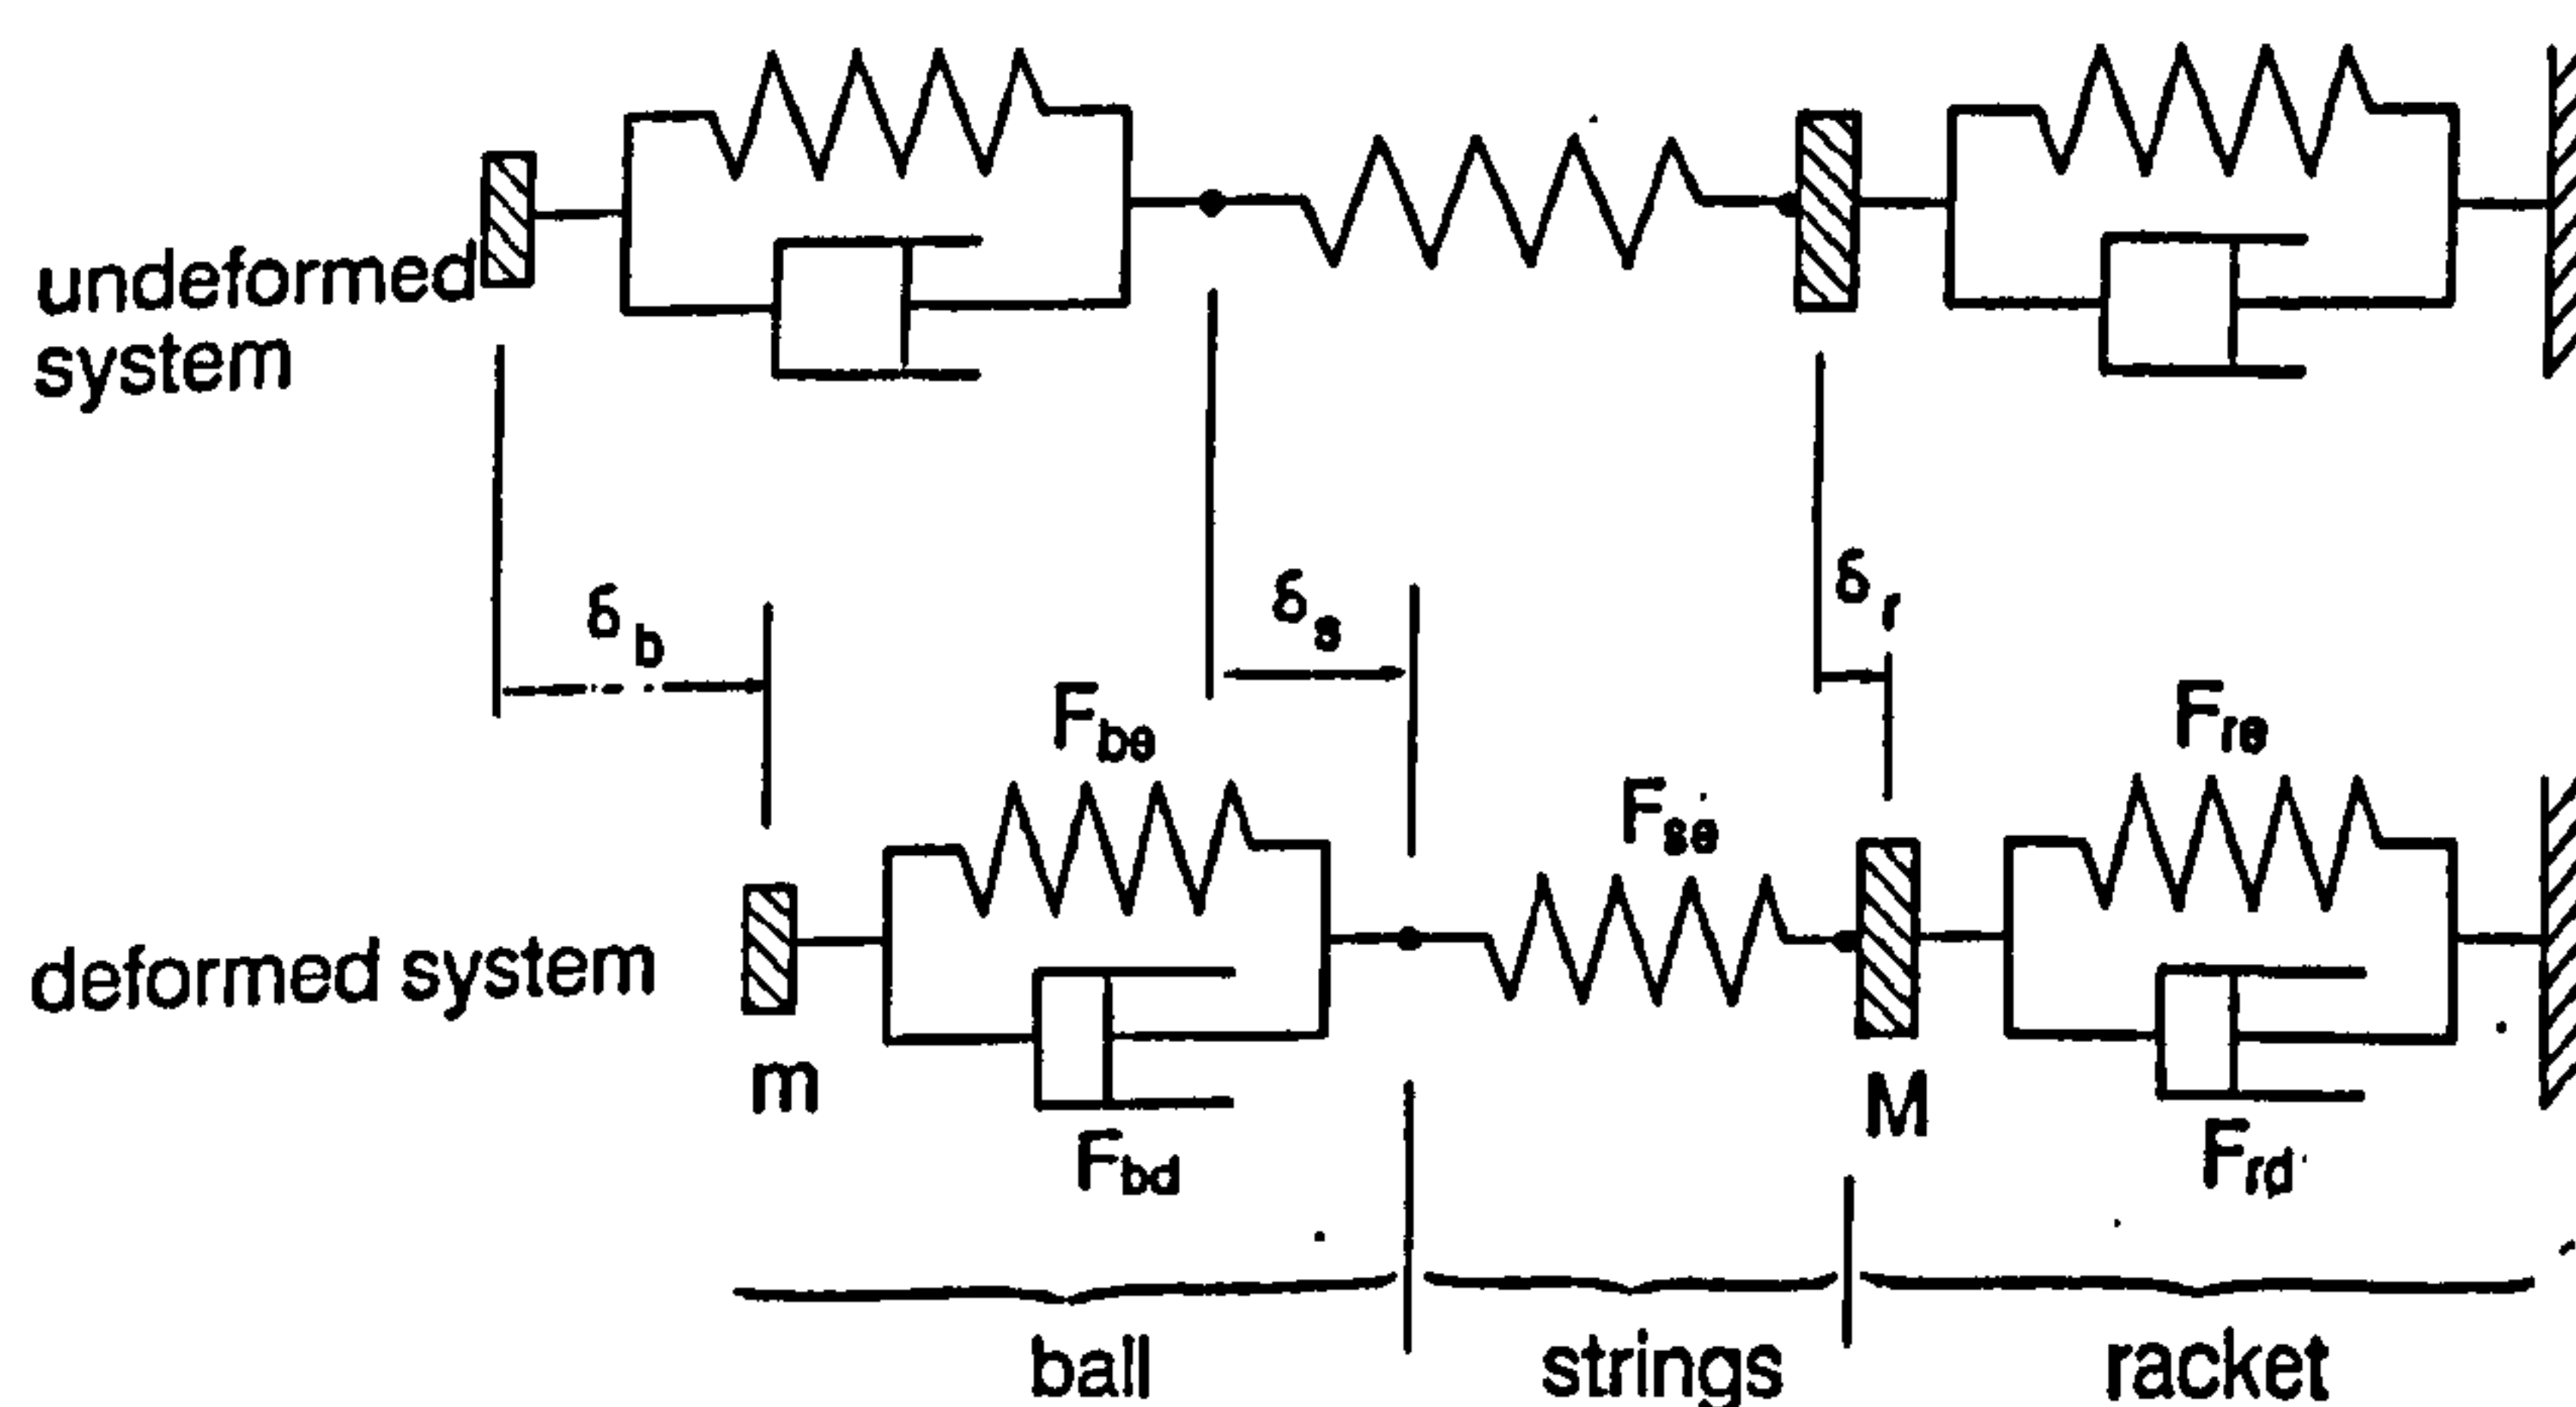 undeformed
system
δb
δs
δr
Fbe
Fse
Fre
deformed system
m
Fbd
M
Frd
ball
strings
racket